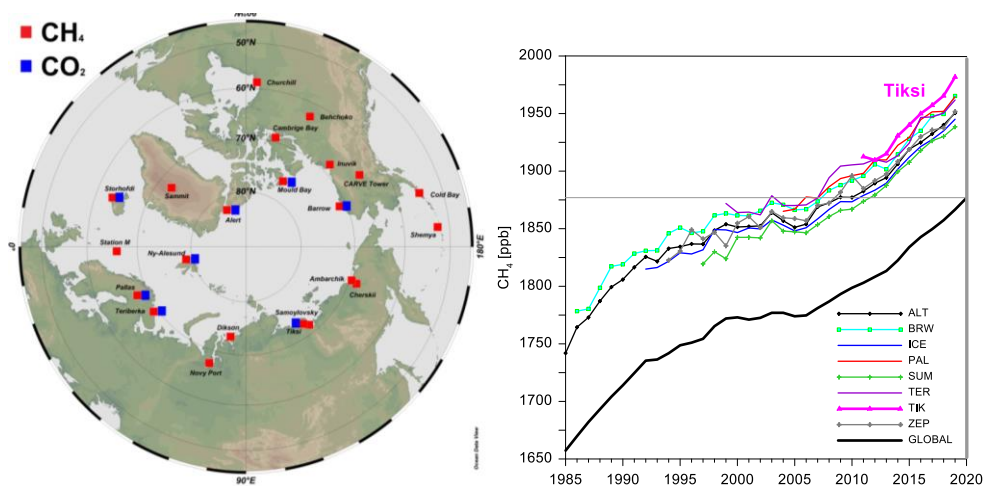 CH₄
CO₂
50°N
60°N
70°N
80°N
Churchill
Behchoko
Cambrige Bay
Inuvik
CARVE Tower
Cold Bay
Mould Bay
Barrow
Shemya
Storhofdi
Summit
Alert
Station M
Ny-Alesund
180°E
Ambarchik
Cherskii
Pallas
Teriberka
Samoylovsky
Tiksi
Dikson
Novy Port
90°E
Ocean Data View
2000
1950
1900
1850
1800
1750
1700
1650
CH₄ [ppb]
Tiksi
ALT
BRW
ICE
PAL
SUM
TER
TIK
ZEP
GLOBAL
1985
1990
1995
2000
2005
2010
2015
2020